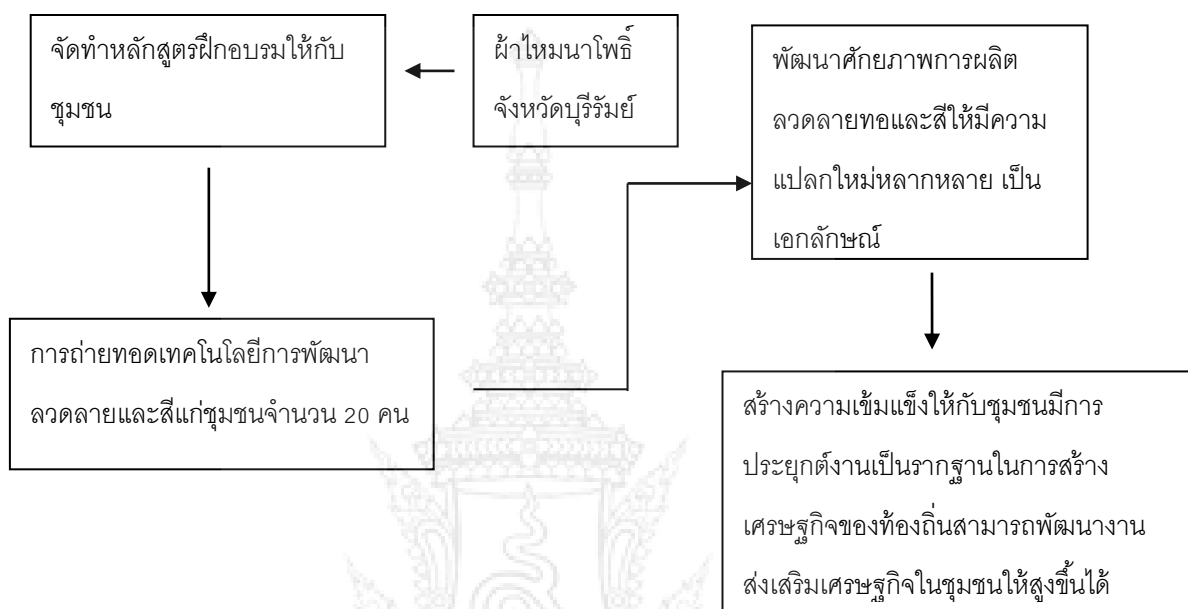 จัดทำหลักสูตรฝึกอบรมให้กับ
ชุมชน
ผ้าไหมนาโพธิ์
จังหวัดบุรีรัมย์
พัฒนาศักยภาพการผลิต
ลวดลายทอและสีให้มีความ
แปลกใหม่หลากหลาย เป็น
เอกลักษณ์
การถ่ายทอดเทคโนโลยีการพัฒนา
ลวดลายและสีแก่ชุมชนจำนวน 20 คน
สร้างความเข้มแข็งให้กับชุมชนมีการ
ประยุกต์งานเป็นรากฐานในการสร้าง
เศรษฐกิจของท้องถิ่นสามารถพัฒนางาน
ส่งเสริมเศรษฐกิจในชุมชนให้สูงขึ้นได้